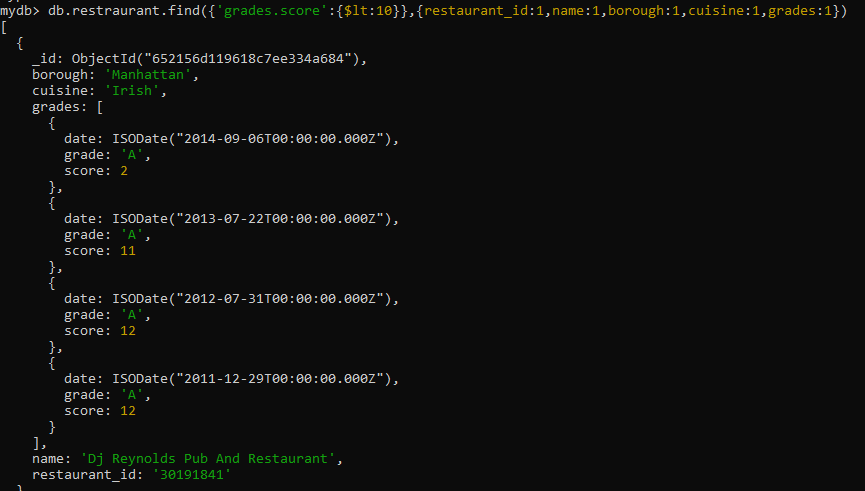 mydb> db.restraurant.find({'grades.score':{$lt:10}},{restaurant_id:1,name:1,borough:1,cuisine:1,grades:1})
[
  {
    _id: ObjectId("652156d119618c7ee334a684"),
    borough: 'Manhattan',
    cuisine: 'Irish',
    grades: [
      {
        date: ISODate("2014-09-06T00:00:00.000Z"),
        grade: 'A',
        score: 2
      },
      {
        date: ISODate("2013-07-22T00:00:00.000Z"),
        grade: 'A',
        score: 11
      },
      {
        date: ISODate("2012-07-31T00:00:00.000Z"),
        grade: 'A',
        score: 12
      },
      {
        date: ISODate("2011-12-29T00:00:00.000Z"),
        grade: 'A',
        score: 12
      }
    ],
    name: 'Dj Reynolds Pub And Restaurant',
    restaurant_id: '30191841'